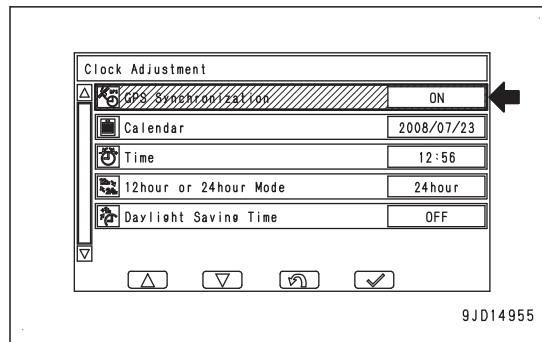 Clock Adjustment
GPS Synchronization ON
Calendar 2008/07/23
Time 12:56
12hour or 24hour Mode 24hour
Daylight Saving Time OFF
9JD14955